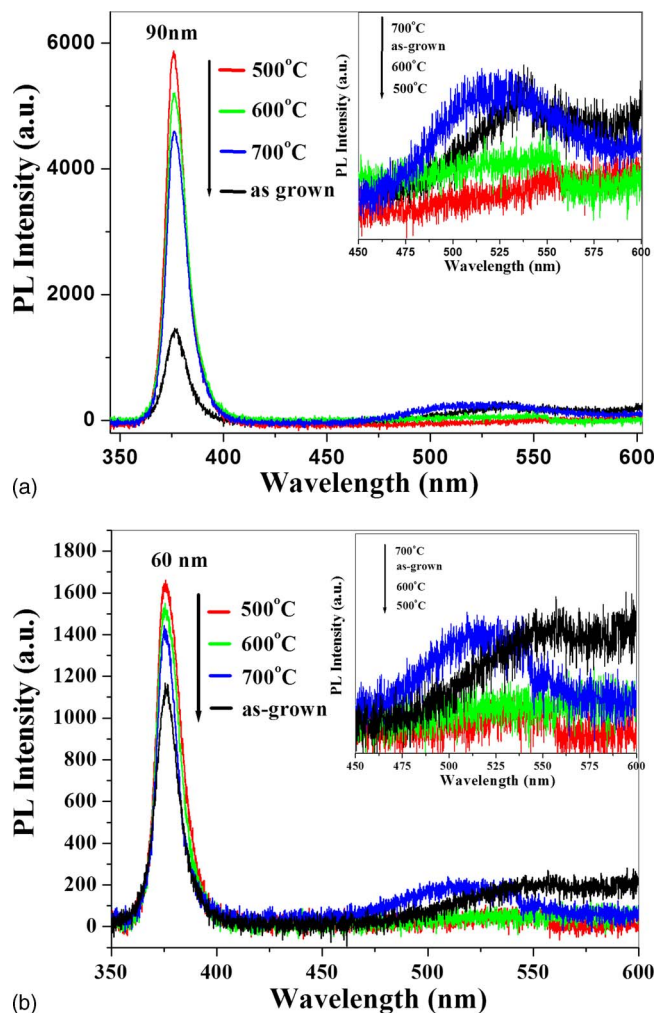 90nm
500°C
600°C
700°C
as grown
6000
4000
2000
0
PL Intensity (a.u.)
350 400 450 500 550 600
Wavelength (nm)
700°C
as-grown
600°C
500°C
PL Intensity (a.u.)
450 475 500 525 550 575 600
Wavelength (nm)
(a)
60 nm
500°C
600°C
700°C
as-grown
1800
1600
1400
1200
1000
800
600
400
200
0
PL Intensity (a.u.)
350 400 450 500 550 600
Wavelength (nm)
700°C
as-grown
600°C
500°C
PL Intensity (a.u.)
450 475 500 525 550 575 600
Wavelength (nm)
(b)